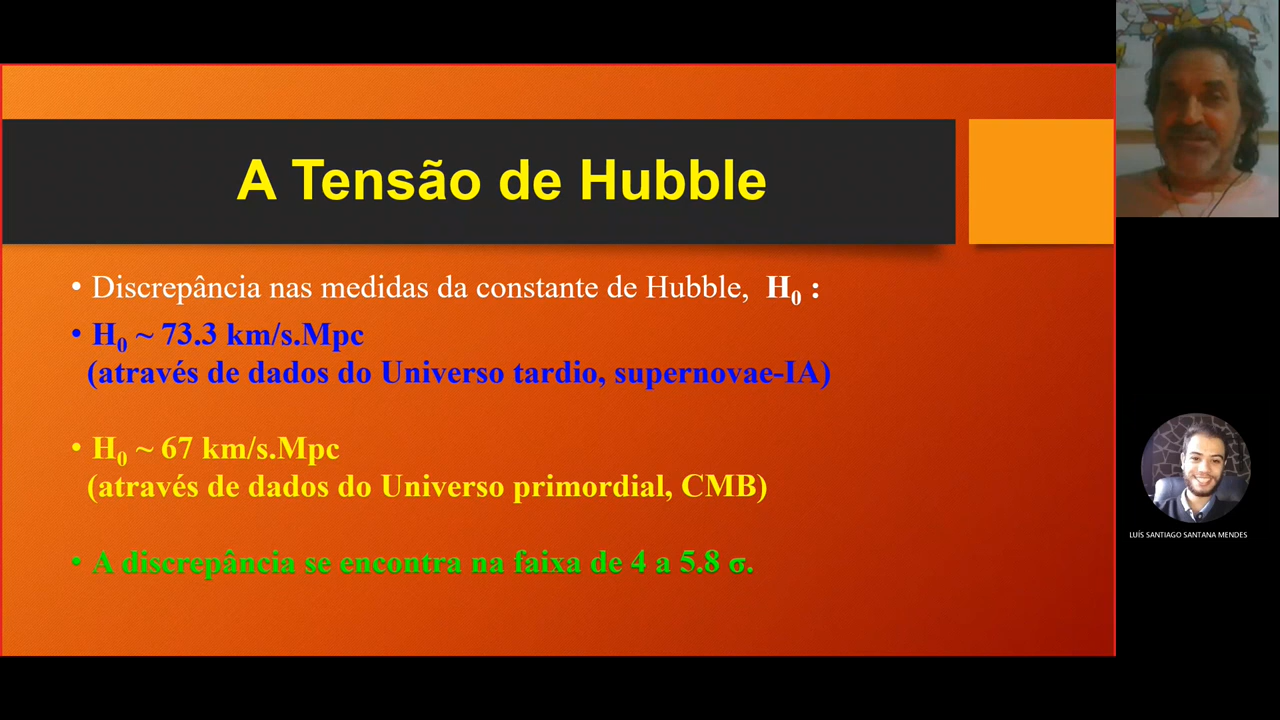 A Tensão de Hubble
• Discrepância nas medidas da constante de Hubble, H₀ :
• H₀ ~ 73.3 km/s.Mpc
(através de dados do Universo tardio, supernovae-IA)
• H₀ ~ 67 km/s.Mpc
(através de dados do Universo primordial, CMB)
• A discrepância se encontra na faixa de 4 a 5.8 σ.
LUÍS SANTIAGO SANTANA MENDES